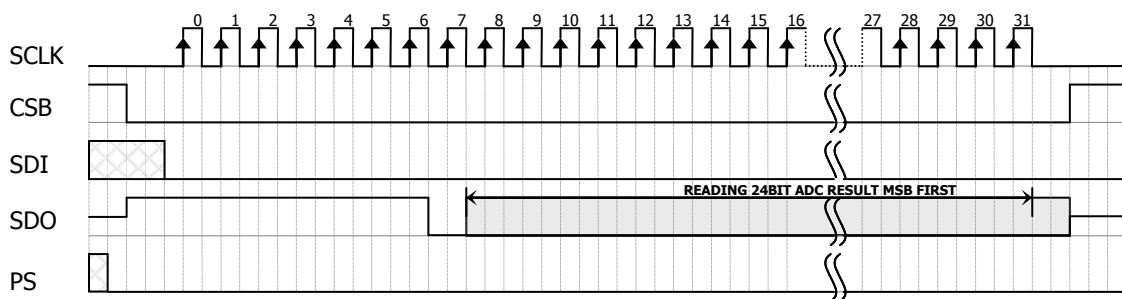 0 1 2 3 4 5 6 7 8 9 10 11 12 13 14 15 16 27 28 29 30 31
SCLK
CSB
SDI
READING 24BIT ADC RESULT MSB FIRST
SDO
PS